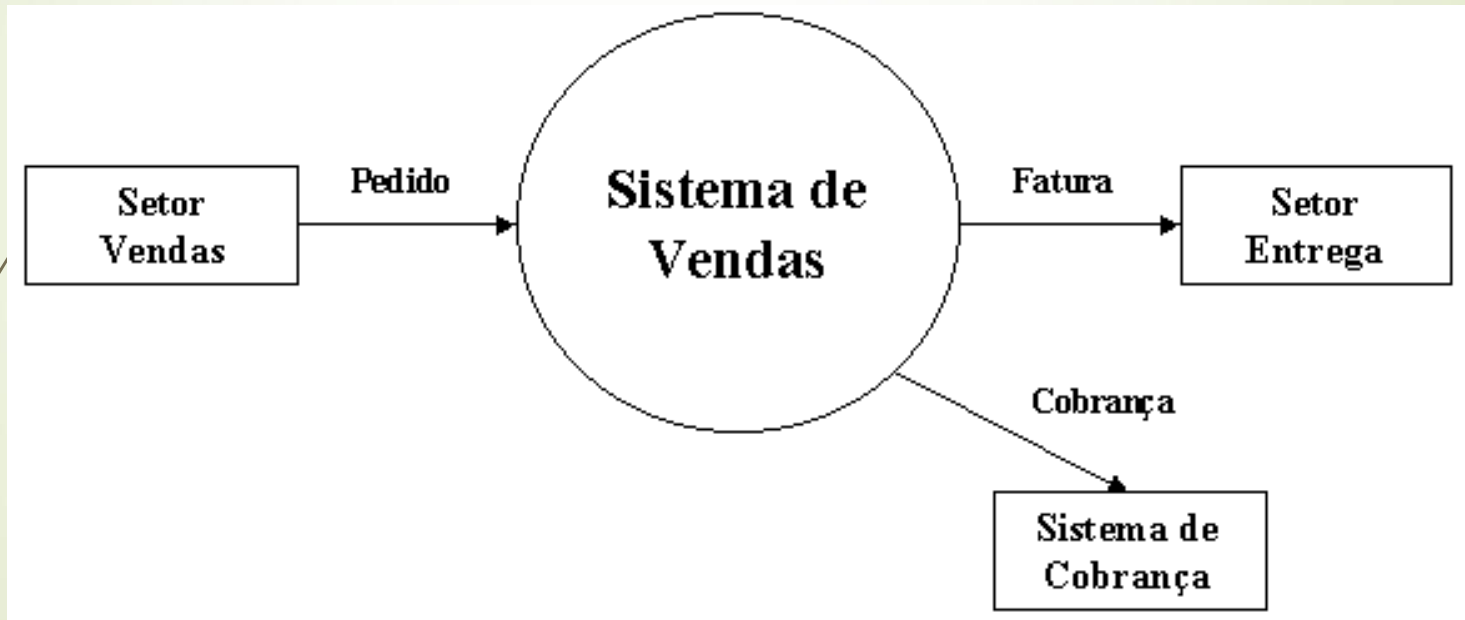 Setor
Vendas
Pedido
Sistema de
Vendas
Fatura
Setor
Entrega
Cobrança
Sistema de
Cobrança